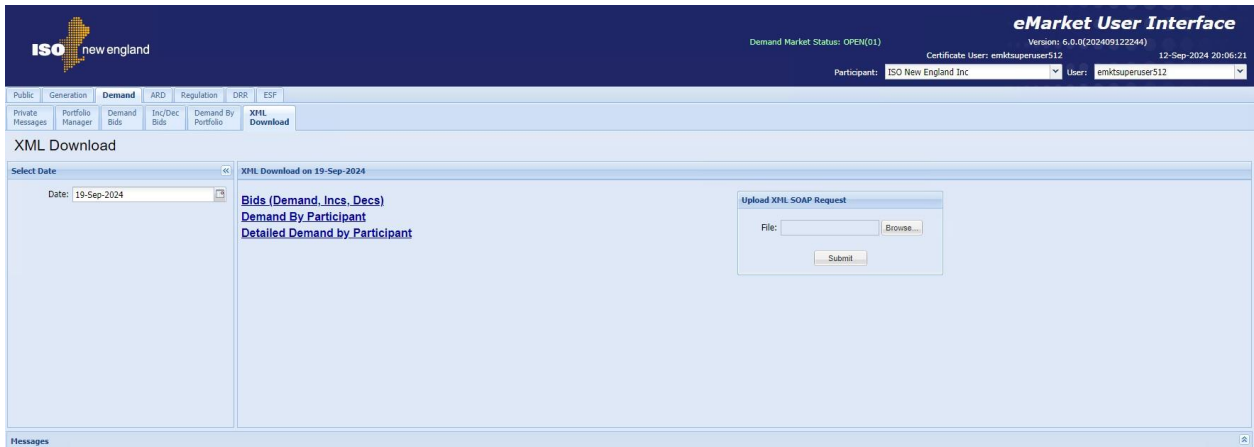 ISO new england
eMarket User Interface
Demand Market Status: OPEN(01) Version: 6.0.0(202409122244)
Certificate User: emktsuperuser512 12-Sep-2024 20:06:21
Participant: ISO New England Inc User: emktsuperuser512
Public Generation Demand ARD Regulation DRR ESF
Private Messages Portfolio Manager Demand Bids Inc/Dec Bids Demand By Portfolio XML Download
XML Download
Select Date
XML Download on 19-Sep-2024
Date: 19-Sep-2024
Bids (Demand, Incs, Decs)
Demand By Participant
Detailed Demand by Participant
Upload XML SOAP Request
File: Browse...
Submit
Messages